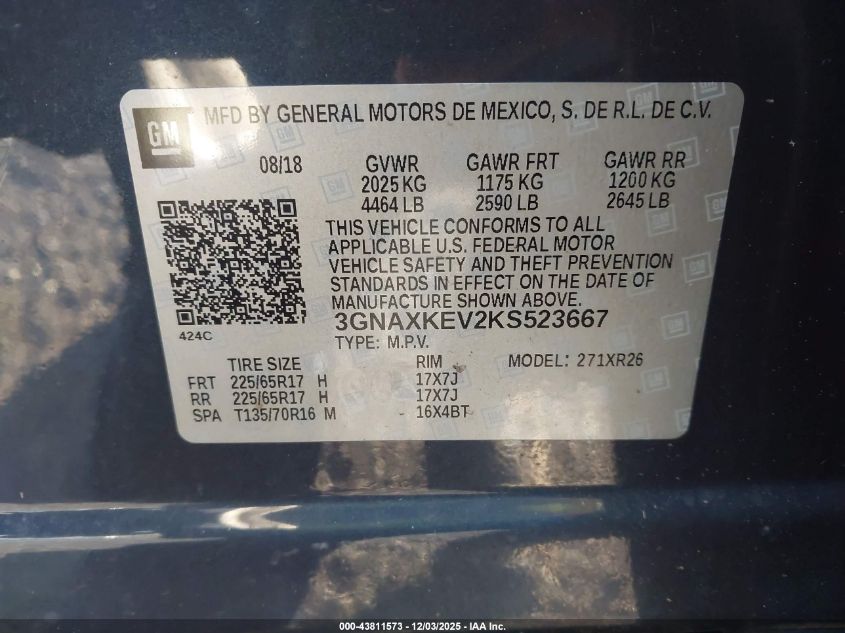 GM
MFD BY GENERAL MOTORS DE MEXICO, S. DE R.L. DE C.V.
08/18 GVWR GAWR FRT GAWR RR
2025 KG 1175 KG 1200 KG
4464 LB 2590 LB 2645 LB
THIS VEHICLE CONFORMS TO ALL
APPLICABLE U.S. FEDERAL MOTOR
VEHICLE SAFETY AND THEFT PREVENTION
STANDARDS IN EFFECT ON THE DATE OF
MANUFACTURE SHOWN ABOVE.
3GNAXKEV2KS523667
424C
TYPE: M.P.V.
TIRE SIZE RIM MODEL: 271XR26
FRT 225/65R17 H 17X7J
RR 225/65R17 H 17X7J
SPA T135/70R16 M 16X4BT
000-43811573 - 12/03/2025 - IAA Inc.